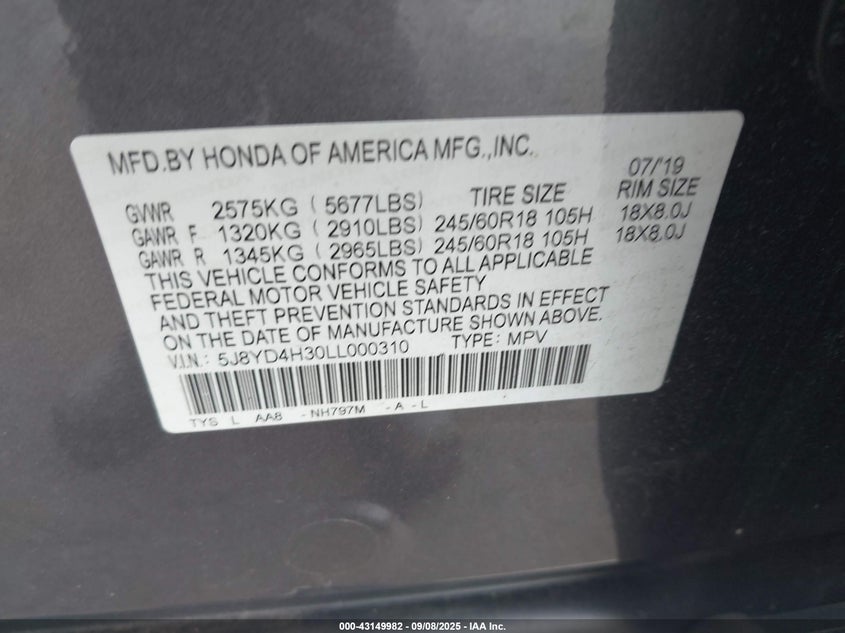 MFD.BY HONDA OF AMERICA MFG.,INC.
07/'19
GVWR 2575KG ( 5677LBS) TIRE SIZE RIM SIZE
GAWR F 1320KG ( 2910LBS) 245/60R18 105H 18X8.0J
GAWR R 1345KG ( 2965LBS) 245/60R18 105H 18X8.0J
THIS VEHICLE CONFORMS TO ALL APPLICABLE
FEDERAL MOTOR VEHICLE SAFETY
AND THEFT PREVENTION STANDARDS IN EFFECT
ON THE DATE OF MANUFACTURE SHOWN ABOVE.
V.I.N.: 5J8YD4H30LL000310 TYPE: MPV
TYS L AA8 - NH797M - A - L
000-43149982 - 09/08/2025 - IAA Inc.